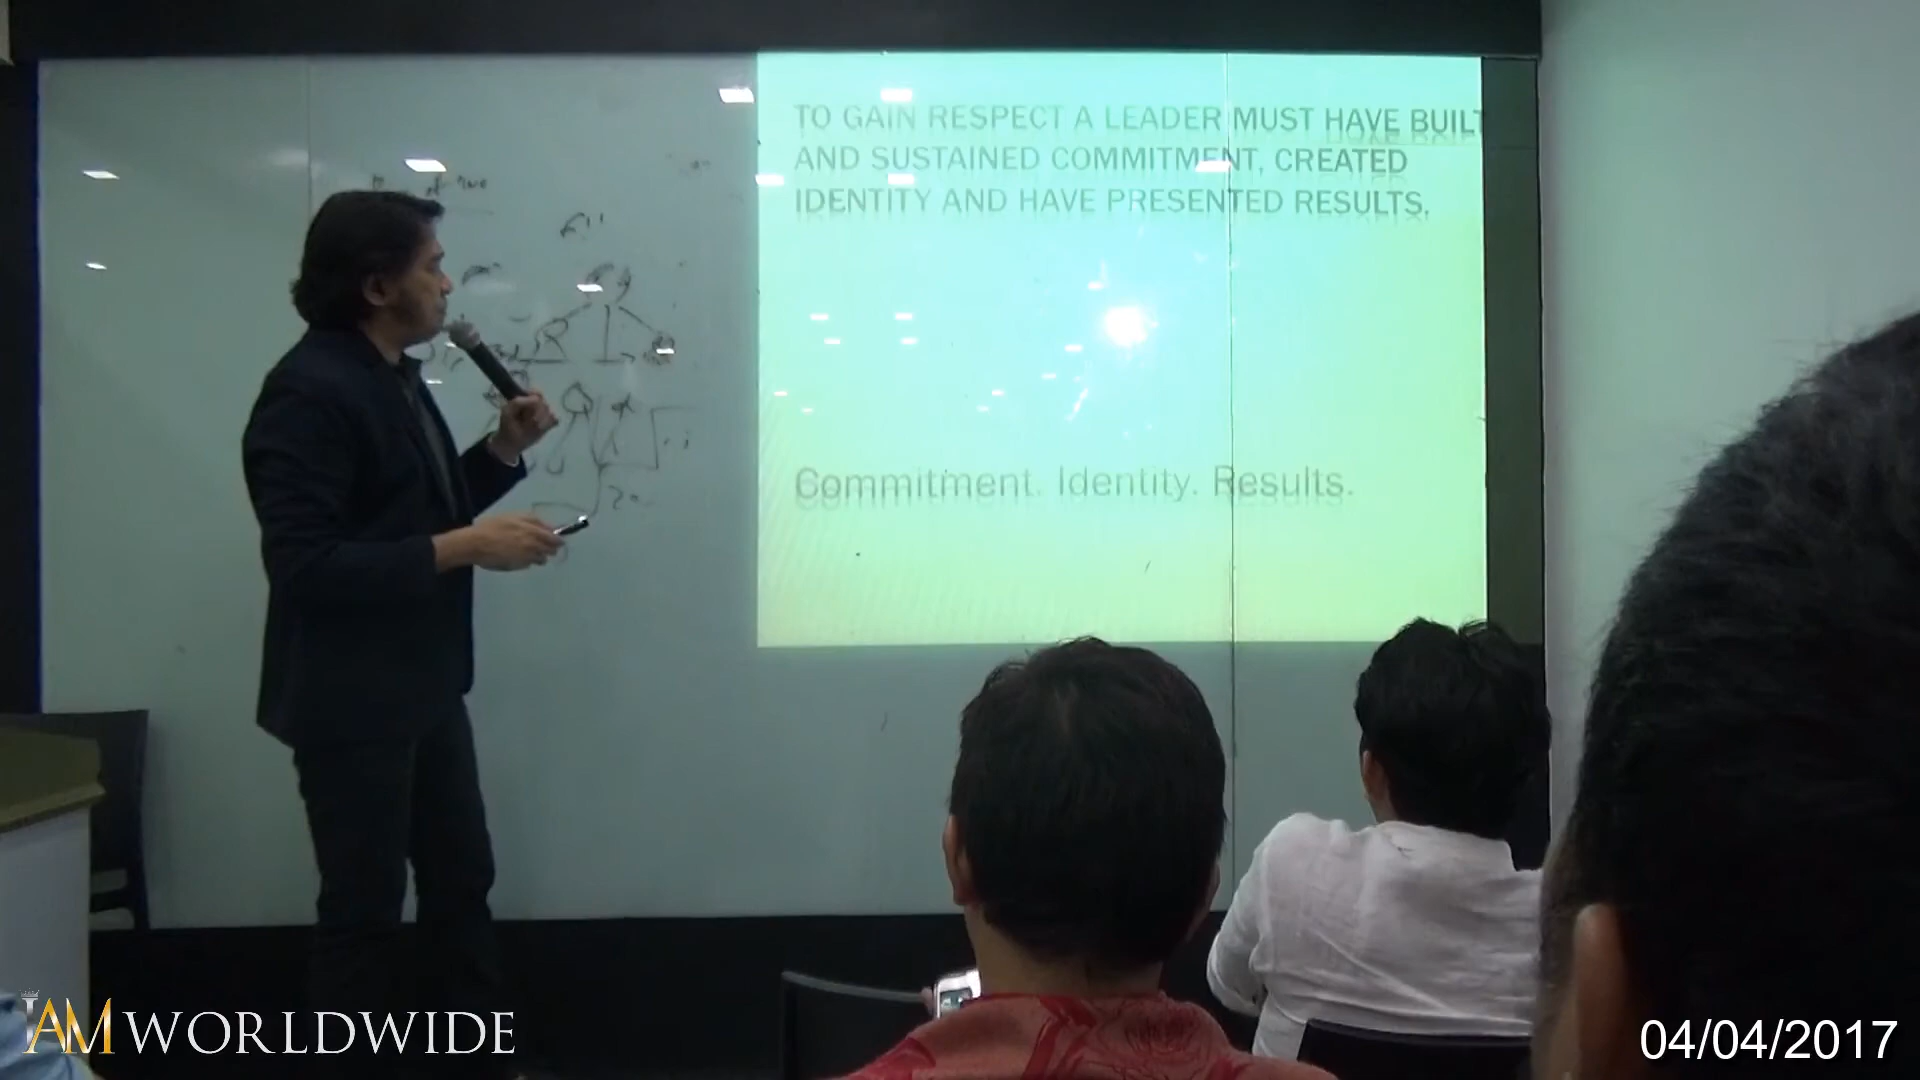 TO GAIN RESPECT A LEADER MUST HAVE BUILT
AND SUSTAINED COMMITMENT, CREATED
IDENTITY AND HAVE PRESENTED RESULTS.
Commitment. Identity. Results.
IAM WORLDWIDE
04/04/2017